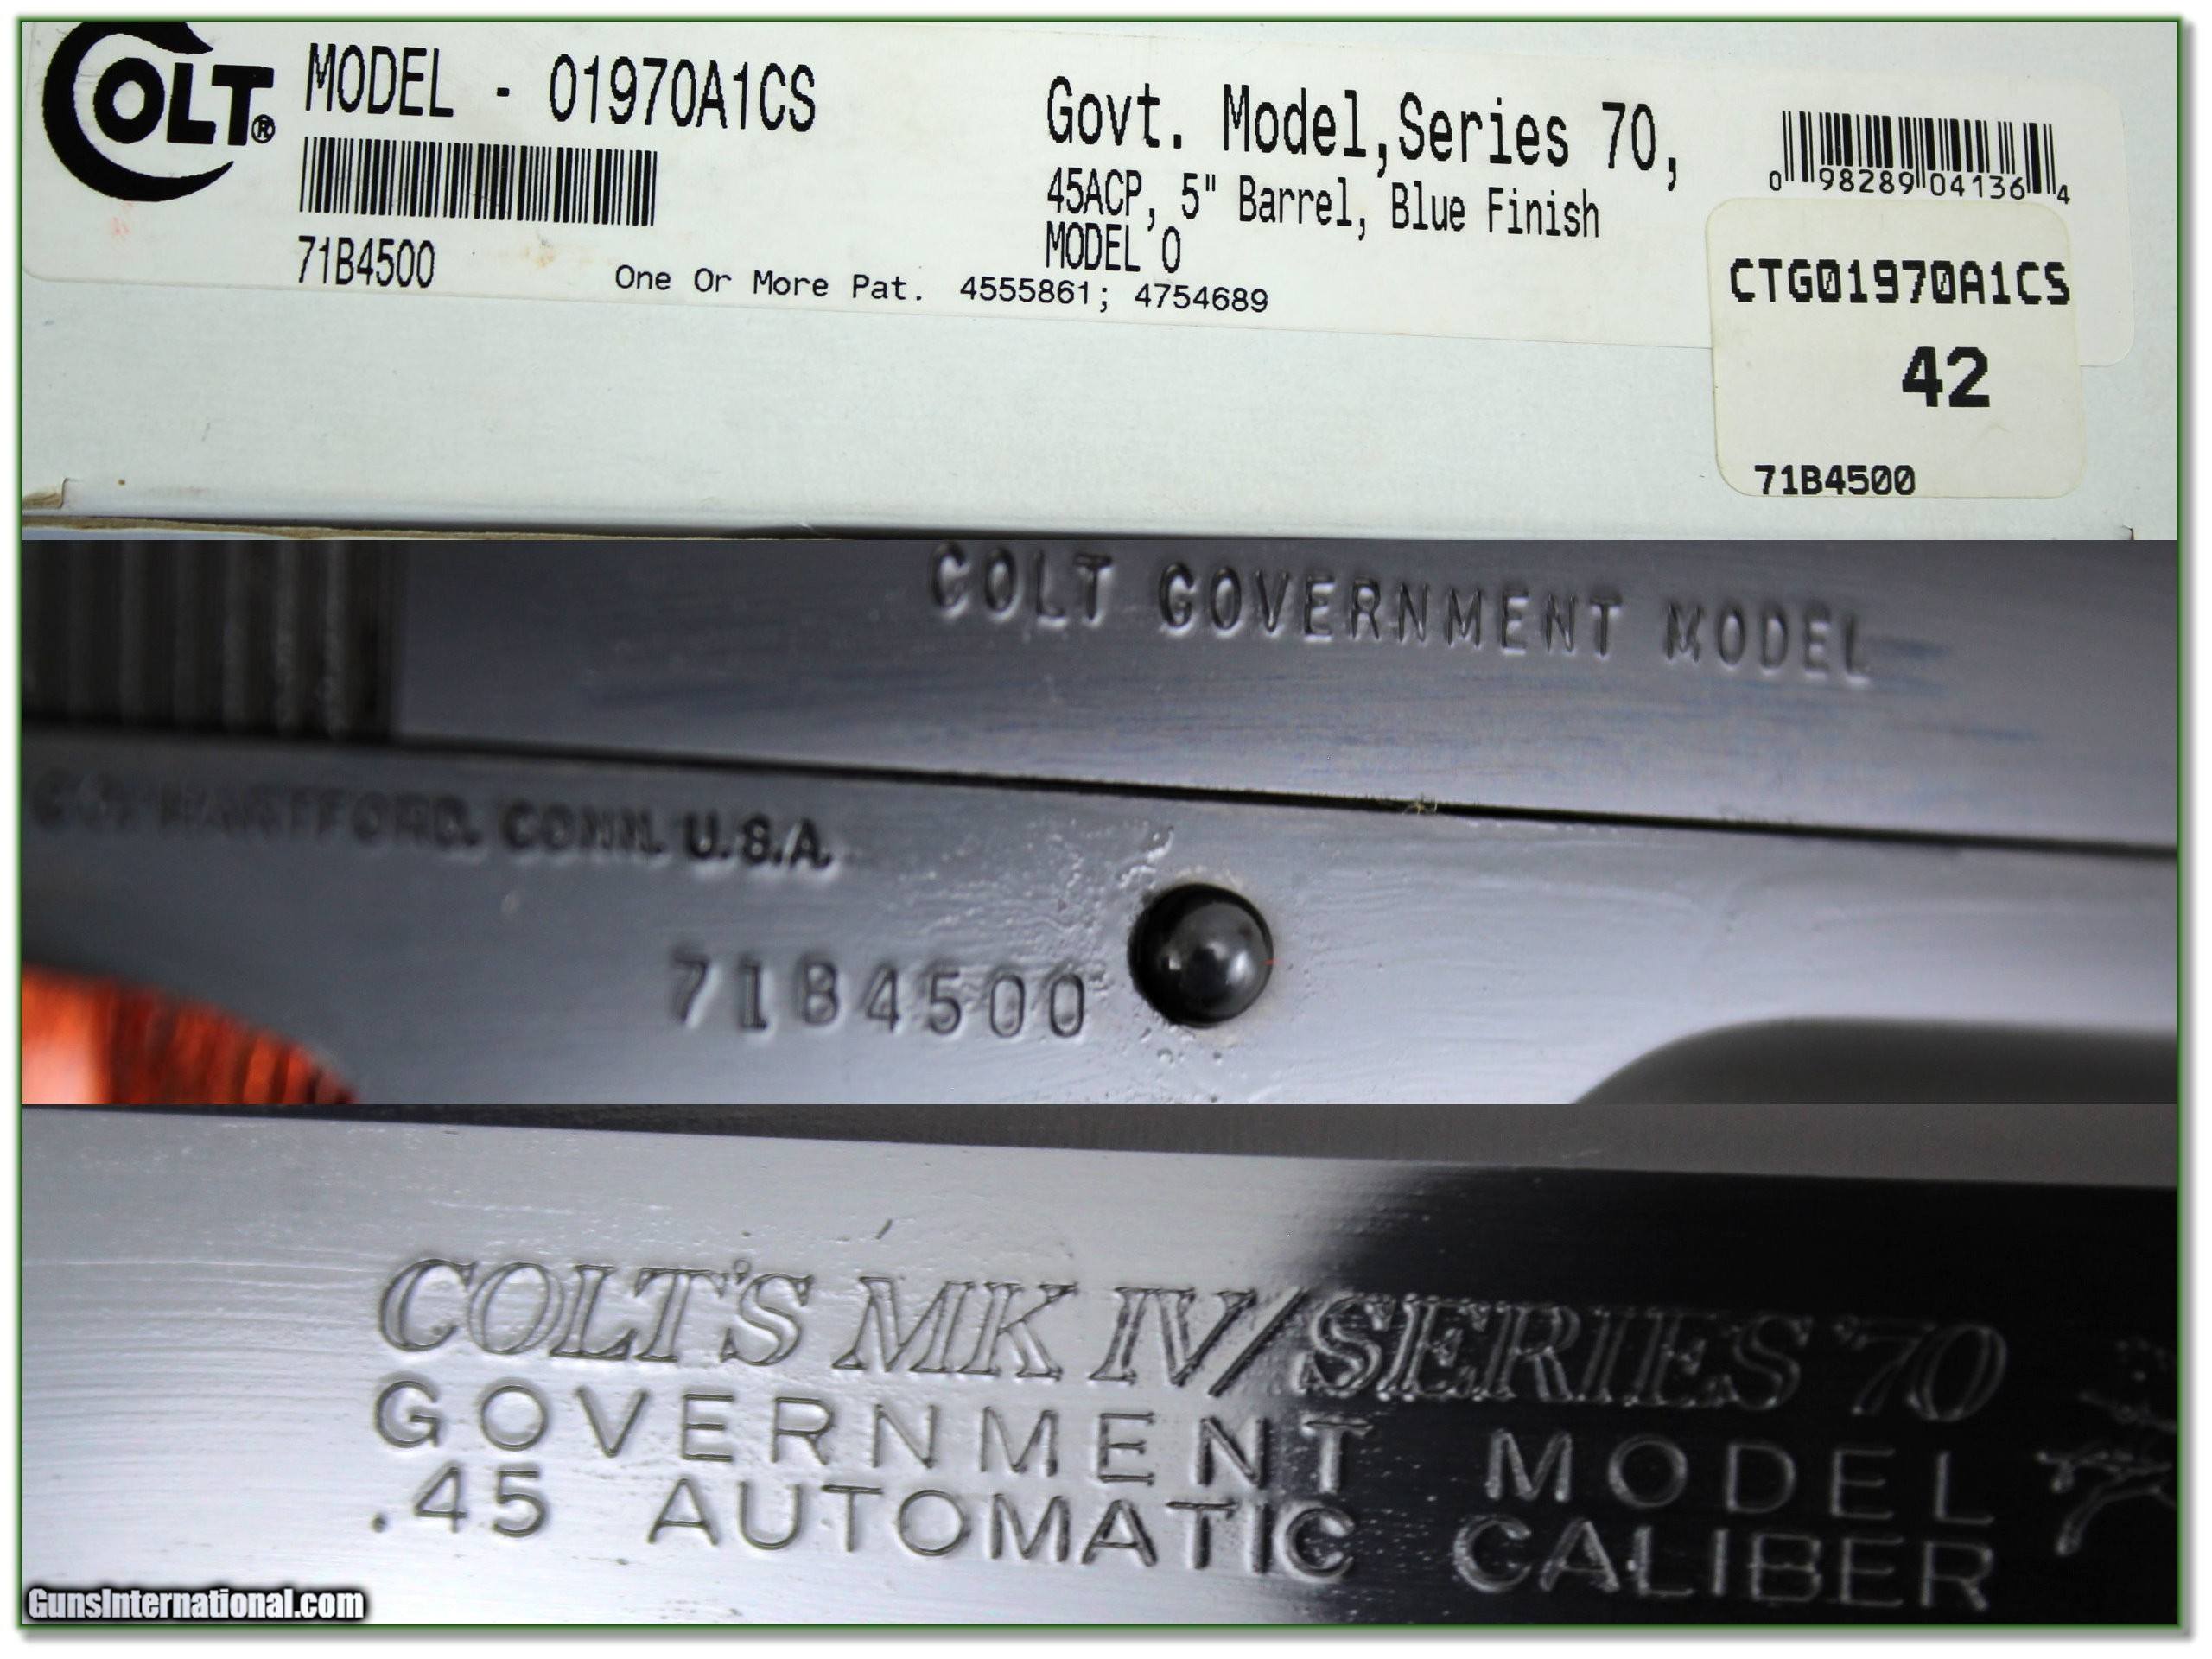 COLT®
MODEL - 01970A1CS
71B4500
Govt. Model,Series 70,
45ACP, 5" Barrel, Blue Finish
MODEL O
One Or More Pat. 4555861; 4754689
0 98289 04136 4
CTG01970A1CS
42
71B4500
COLT GOVERNMENT MODEL
CO. HARTFORD. CONN. U.S.A.
71B4500
COLT'S MK IV/SERIES '70
GOVERNMENT MODEL
.45 AUTOMATIC CALIBER
GunsInternational.com